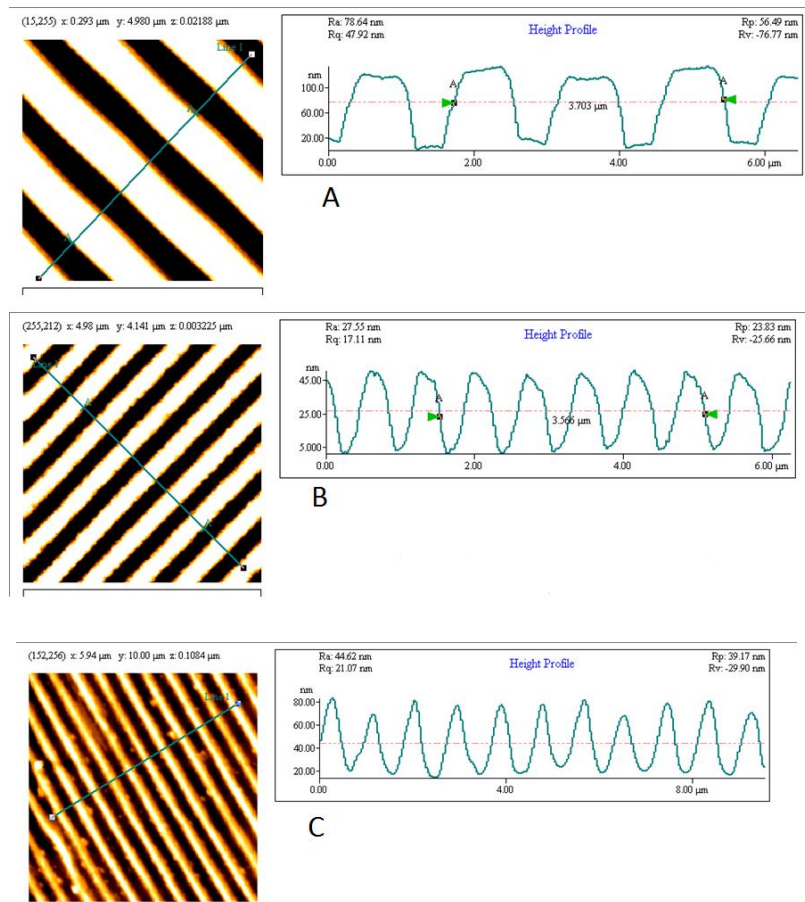 (15,255) x: 0.293 µm y: 4.980 µm z: 0.02188 µm
Line 1
A
A
Ra: 78.64 nm
Rq: 47.92 nm
Height Profile
Rp: 56.49 nm
Rv: -76.77 nm
nm
100.0
60.00
20.00
A
A
3.703 µm
0.00 2.00 4.00 6.00 µm
A
(255,212) x: 4.98 µm y: 4.141 µm z: 0.003225 µm
Line 1
A
A
Ra: 27.55 nm
Rq: 17.11 nm
Height Profile
Rp: 23.83 nm
Rv: -25.66 nm
nm
45.00
25.00
5.000
A
A
3.566 µm
0.00 2.00 4.00 6.00 µm
B
(152,256) x: 5.94 µm y: 10.00 µm z: 0.1084 µm
Line 1
Ra: 44.62 nm
Rq: 21.07 nm
Height Profile
Rp: 39.17 nm
Rv: -29.90 nm
nm
80.00
60.00
40.00
20.00
0.00 4.00 8.00 µm
C